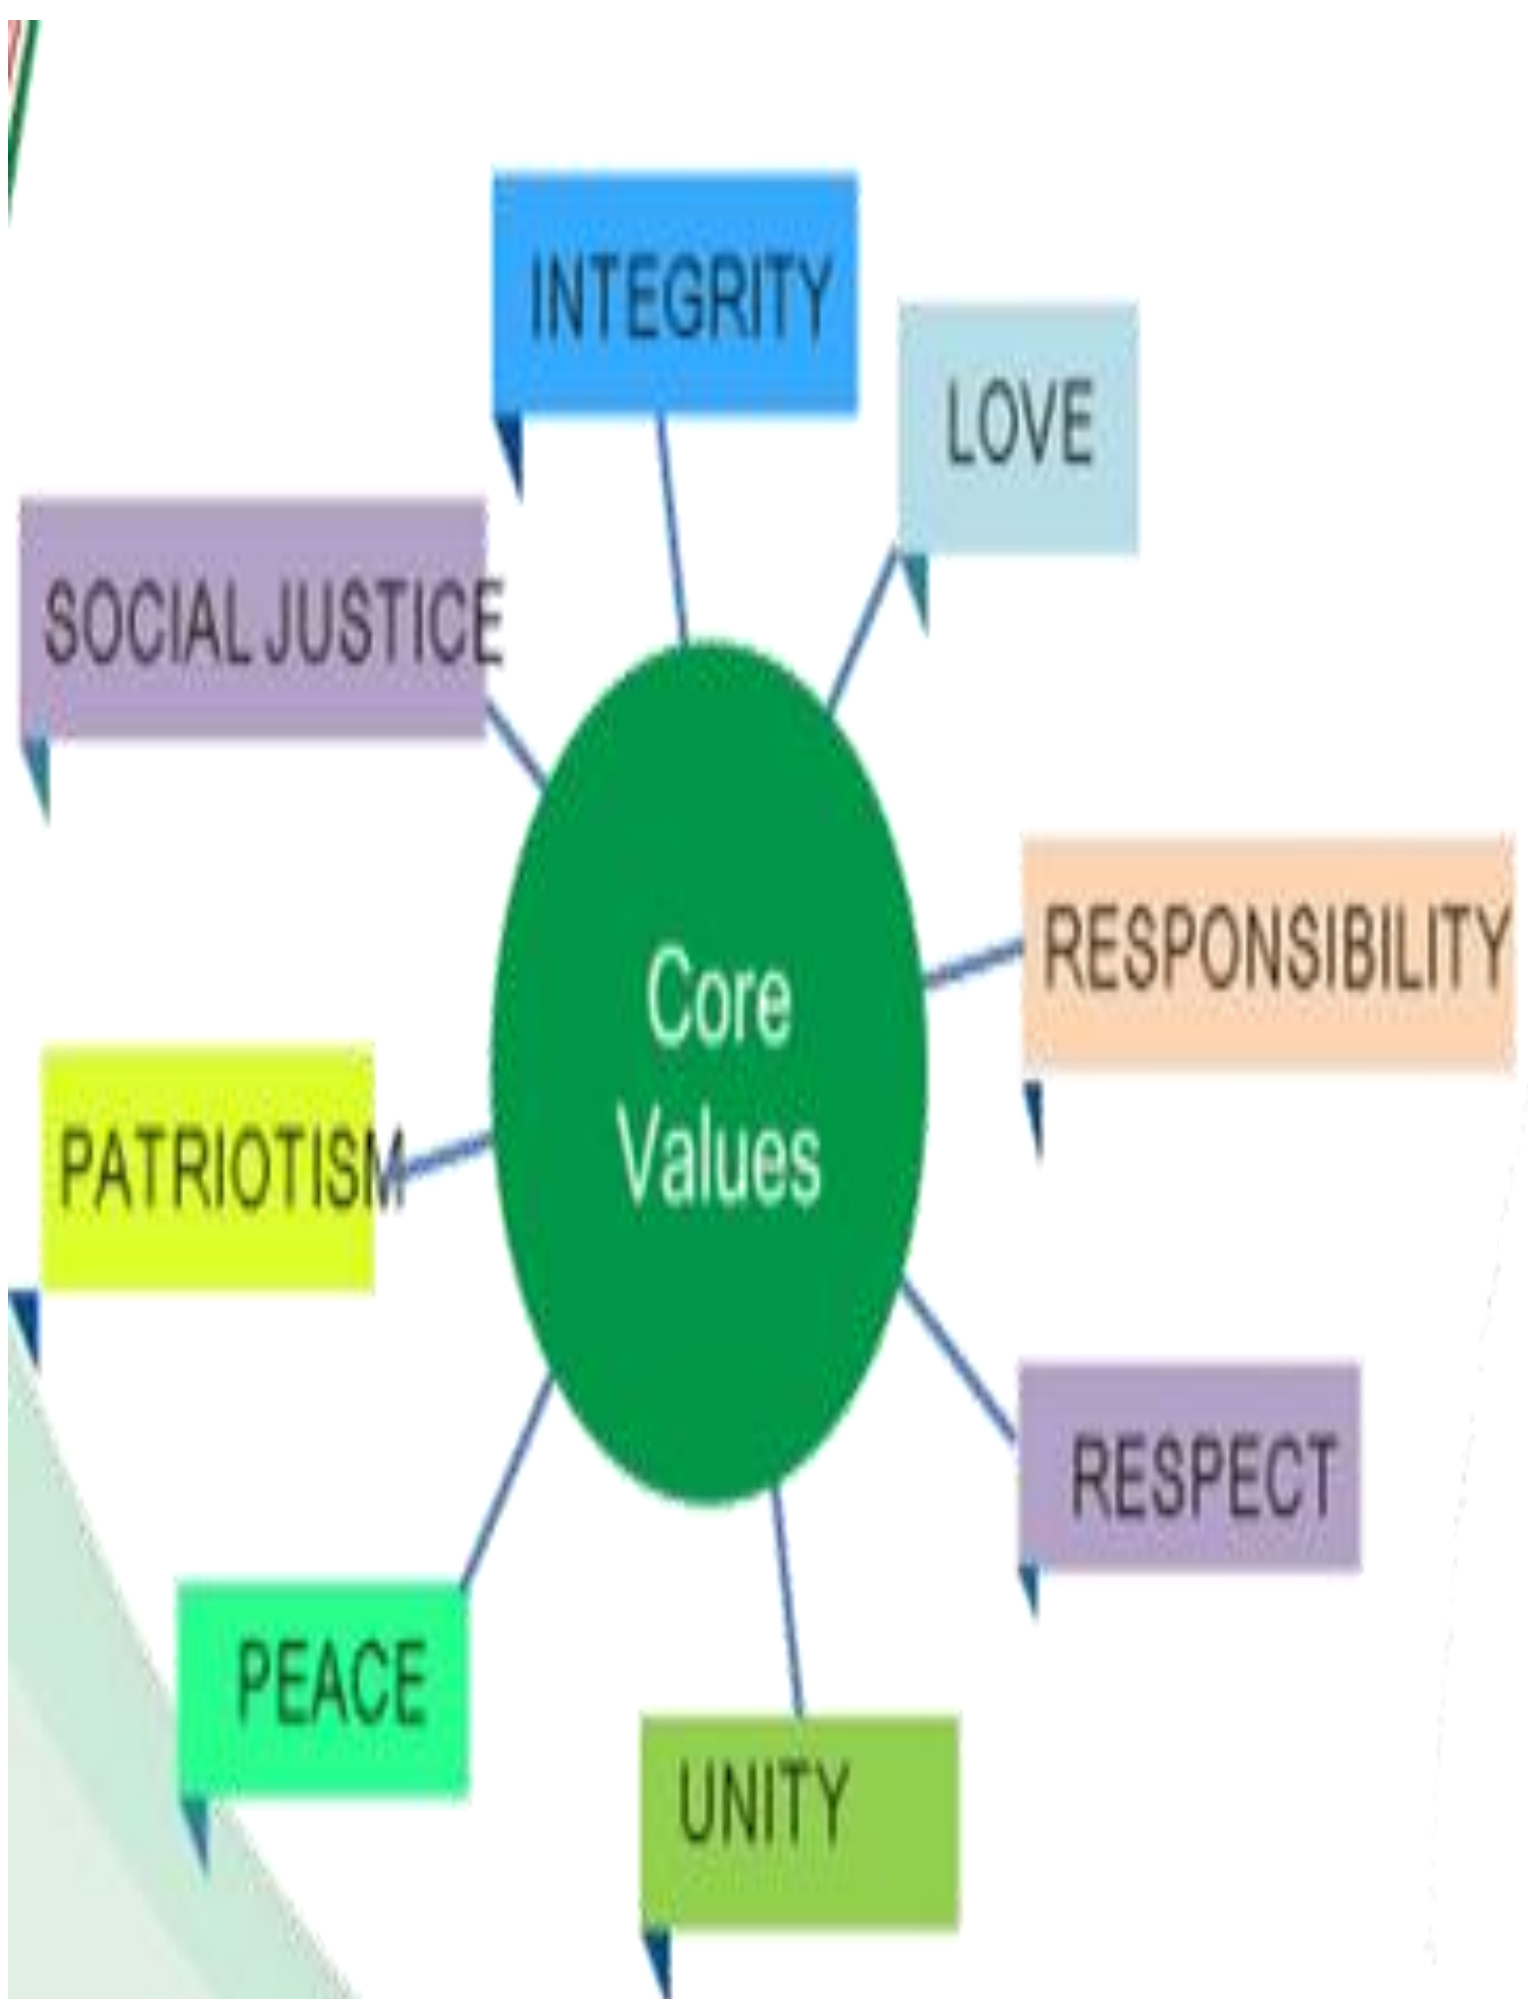 INTEGRITY
LOVE
SOCIAL JUSTICE
RESPONSIBILITY
Core
Values
PATRIOTISM
RESPECT
PEACE
UNITY